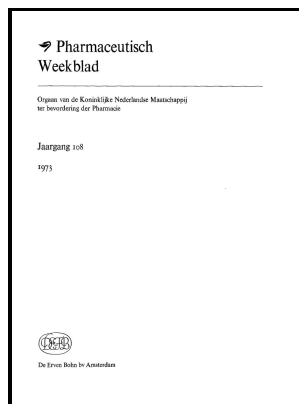 Pharmaceutisch
Weekblad
Orgaan van de Koninklijke Nederlandse Maatschappij
ter bevordering der Pharmacie
Jaargang 108
1973
De Erven Bohn bv Amsterdam